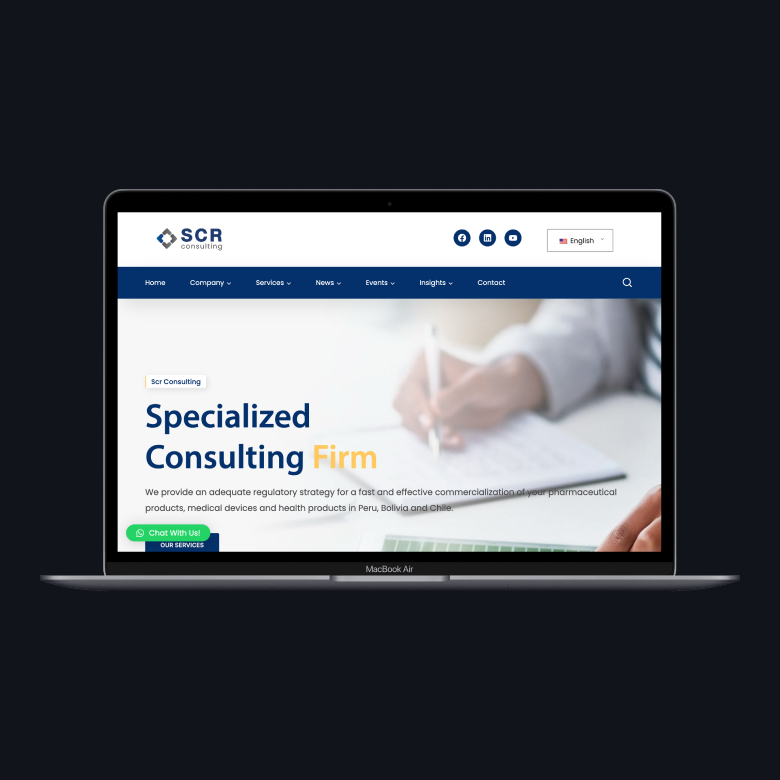 SCR
consulting
English
Home Company Services News Events Insights Contact
Scr Consulting
Specialized
Consulting Firm
We provide an adequate regulatory strategy for a fast and effective commercialization of your pharmaceutical
products, medical devices and health products in Peru, Bolivia and Chile.
Chat With Us!
OUR SERVICES
MacBook Air